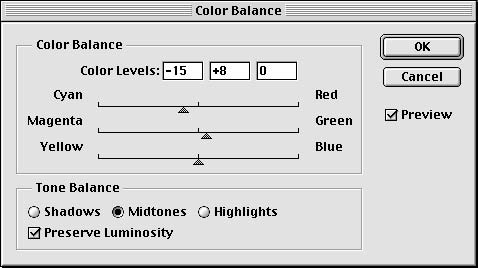 Color Balance
Color Balance
Color Levels: -15 +8 0
Cyan Red
Magenta Green
Yellow Blue
OK
Cancel
Preview
Tone Balance
Shadows Midtones Highlights
Preserve Luminosity